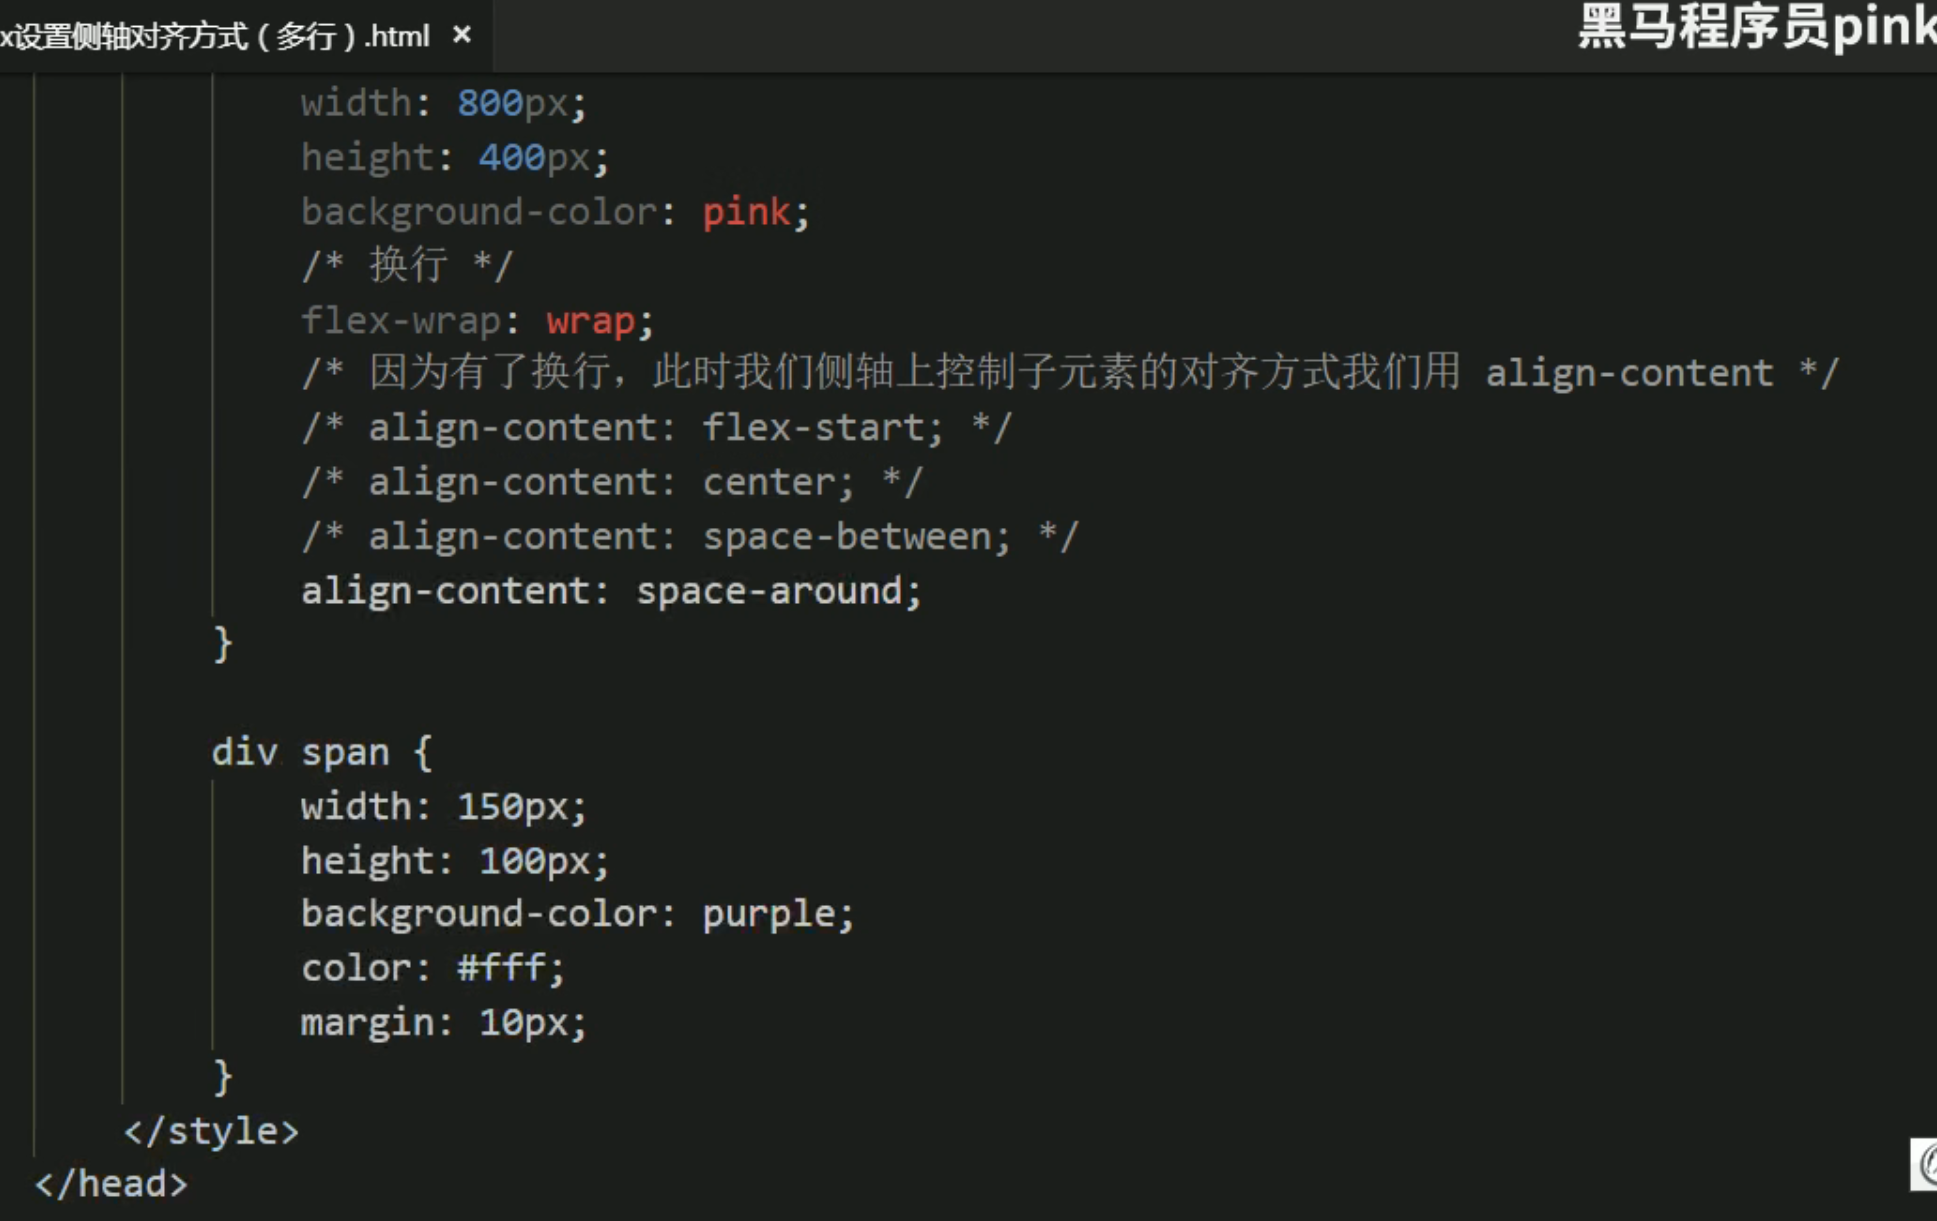 x设置侧轴对齐方式（多行）.html ×
黑马程序员pink
width: 800px;
height: 400px;
background-color: pink;
/* 换行 */
flex-wrap: wrap;
/* 因为有了换行，此时我们侧轴上控制子元素的对齐方式我们用 align-content */
/* align-content: flex-start; */
/* align-content: center; */
/* align-content: space-between; */
align-content: space-around;
}
div span {
width: 150px;
height: 100px;
background-color: purple;
color: #fff;
margin: 10px;
}
</style>
</head>